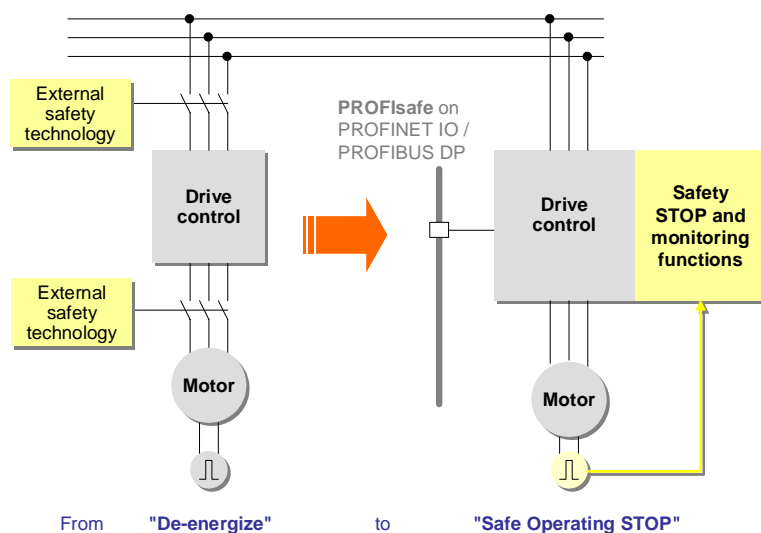 External
safety
technology
Drive
control
External
safety
technology
Motor
PROFIsafe on
PROFINET IO /
PROFIBUS DP
Drive
control
Safety
STOP and
monitoring
functions
Motor
From "De-energize" to "Safe Operating STOP"